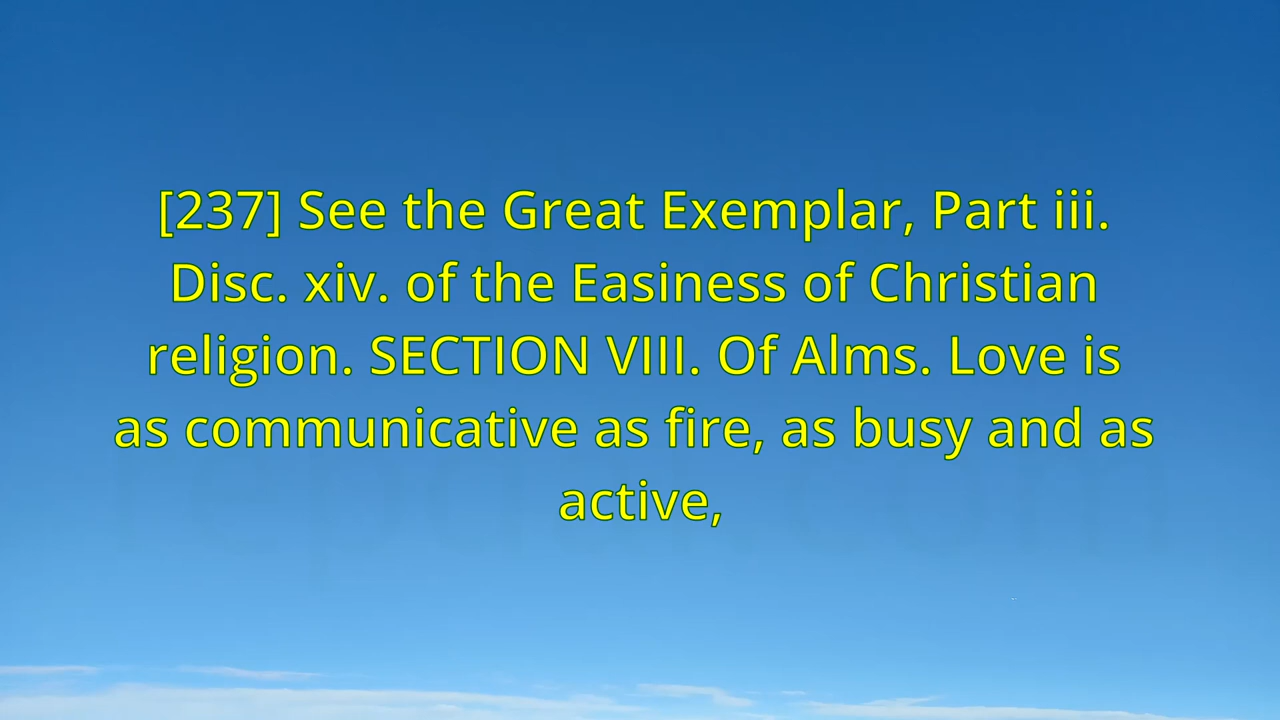 [237] See the Great Exemplar, Part iii.
Disc. xiv. of the Easiness of Christian
religion. SECTION VIII. Of Alms. Love is
as communicative as fire, as busy and as
active,